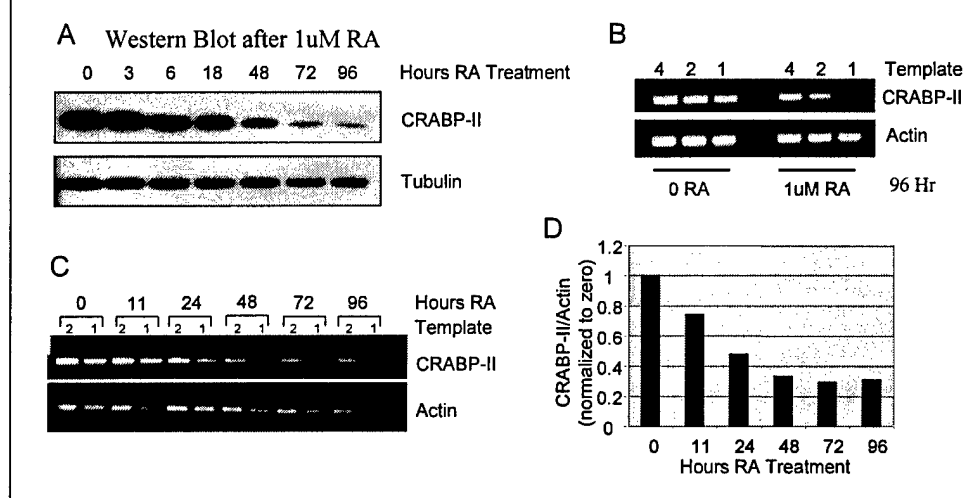 A Western Blot after 1uM RA
0 3 6 18 48 72 96 Hours RA Treatment
CRABP-II
Tubulin
B
4 2 1 4 2 1 Template
CRABP-II
Actin
0 RA 1uM RA 96 Hr
C
0 11 24 48 72 96 Hours RA
2 1 2 1 2 1 2 1 2 1 2 1 Template
CRABP-II
Actin
D
CRABP-II/Actin
(normalized to zero)
1.2
1
0.8
0.6
0.4
0.2
0
0 11 24 48 72 96
Hours RA Treatment